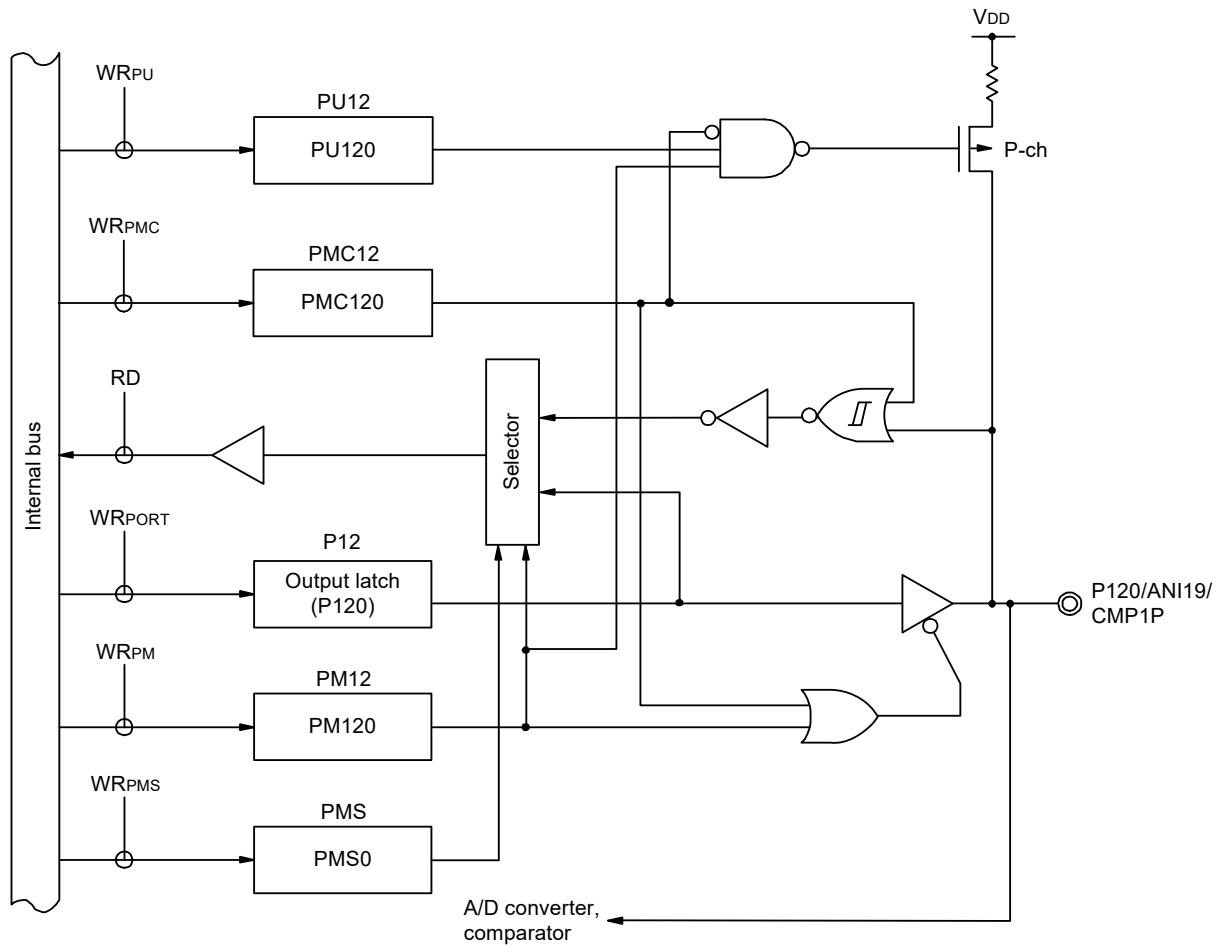 VDD
WRPU
PU12
PU120
P-ch
WRPMC
PMC12
PMC120
RD
Selector
Internal bus
WRPORT
P12
Output latch
(P120)
P120/ANI19/
CMP1P
WRPM
PM12
PM120
WRPMS
PMS
PMS0
A/D converter,
comparator